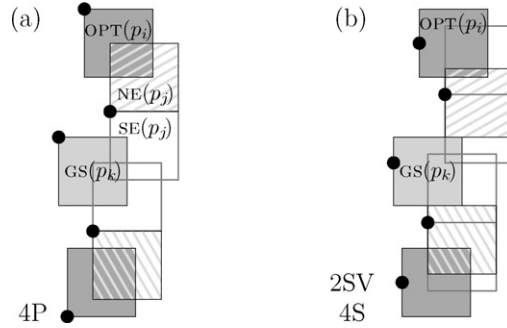 (a)
OPT(p_i)
NE(p_j)
SE(p_j)
GS(p_k)
4P
(b)
OPT(p_i)
GS(p_k)
2SV
4S